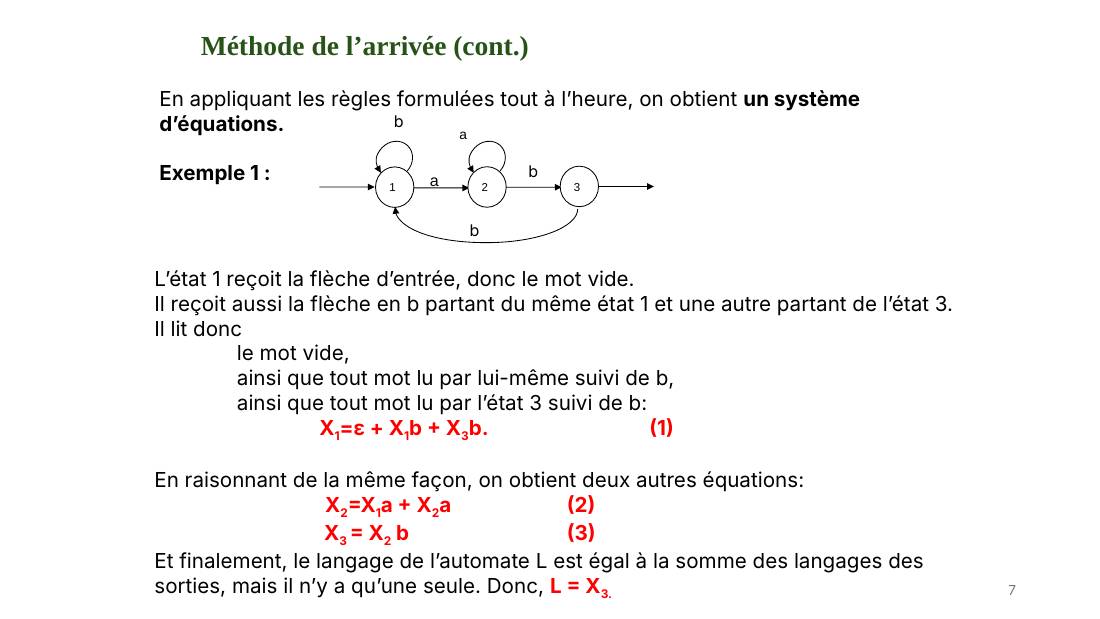 Méthode de l’arrivée (cont.)
En appliquant les règles formulées tout à l’heure, on obtient un système
d’équations.
b
a
Exemple 1 :
1
a
2
b
3
b
L’état 1 reçoit la flèche d’entrée, donc le mot vide.
Il reçoit aussi la flèche en b partant du même état 1 et une autre partant de l’état 3.
Il lit donc
le mot vide,
ainsi que tout mot lu par lui-même suivi de b,
ainsi que tout mot lu par l’état 3 suivi de b:
X₁=ε + X₁b + X₃b. (1)
En raisonnant de la même façon, on obtient deux autres équations:
X₂=X₁a + X₂a (2)
X₃ = X₂ b (3)
Et finalement, le langage de l’automate L est égal à la somme des langages des
sorties, mais il n’y a qu’une seule. Donc, L = X₃.
7